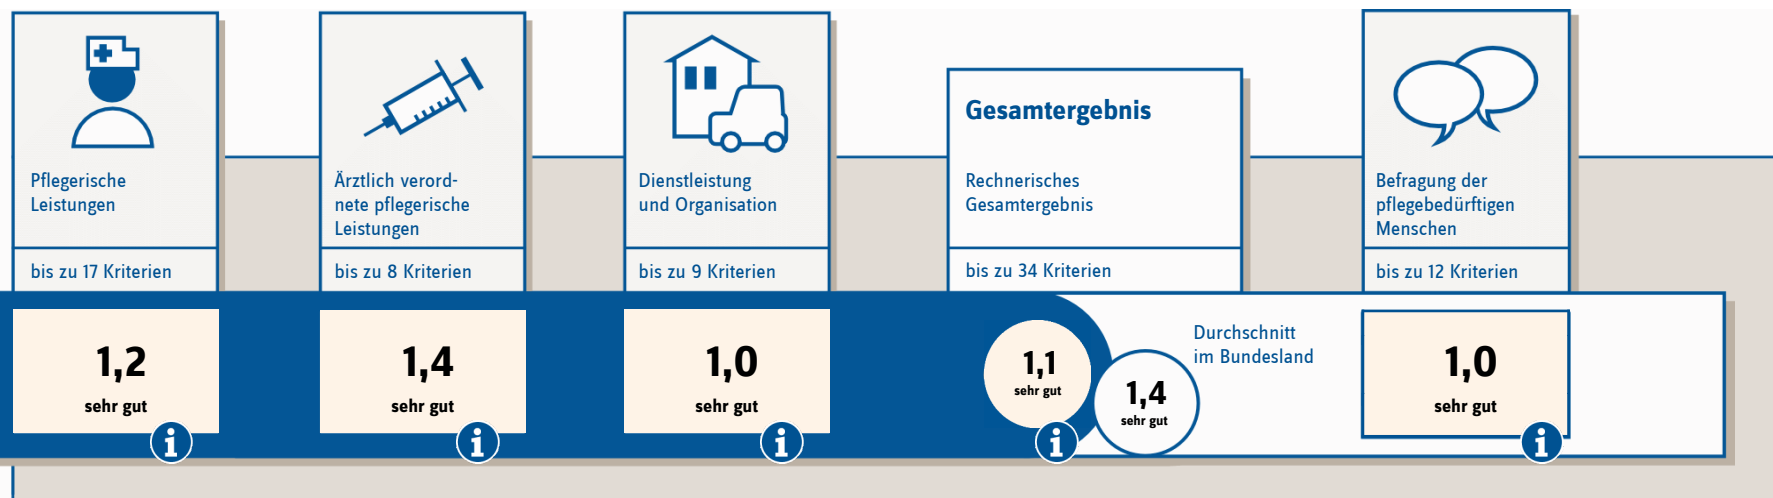 Pflegerische
Leistungen
bis zu 17 Kriterien
1,2
sehr gut
Ärztlich verord-
nete pflegerische
Leistungen
bis zu 8 Kriterien
1,4
sehr gut
Dienstleistung
und Organisation
bis zu 9 Kriterien
1,0
sehr gut
Gesamtergebnis
Rechnerisches
Gesamtergebnis
bis zu 34 Kriterien
1,1
sehr gut
Durchschnitt
im Bundesland
1,4
sehr gut
Befragung der
pflegebedürftigen
Menschen
bis zu 12 Kriterien
1,0
sehr gut